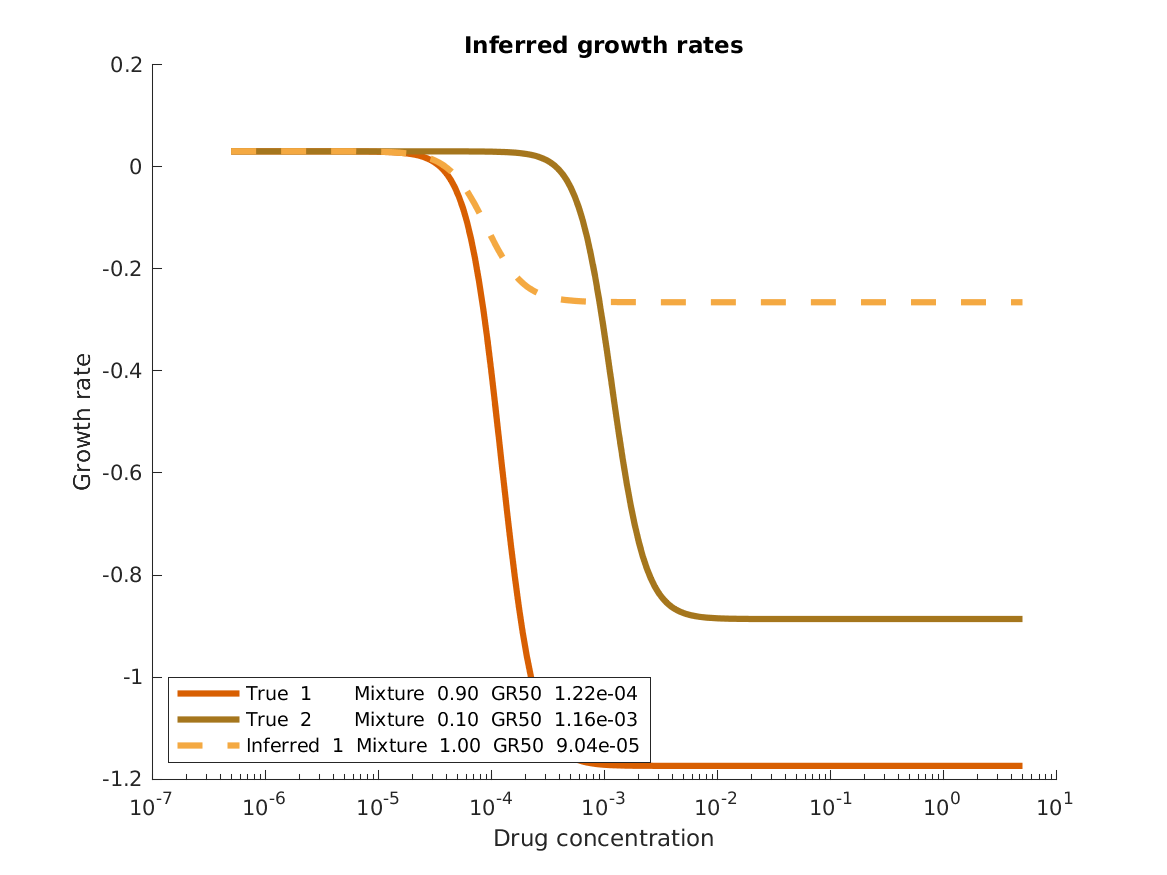 Inferred growth rates
0.2
0
-0.2
-0.4
-0.6
-0.8
-1
-1.2
Growth rate
True 1 Mixture 0.90 GR50 1.22e-04
True 2 Mixture 0.10 GR50 1.16e-03
Inferred 1 Mixture 1.00 GR50 9.04e-05
10^-7 10^-6 10^-5 10^-4 10^-3 10^-2 10^-1 10^0 10^1
Drug concentration